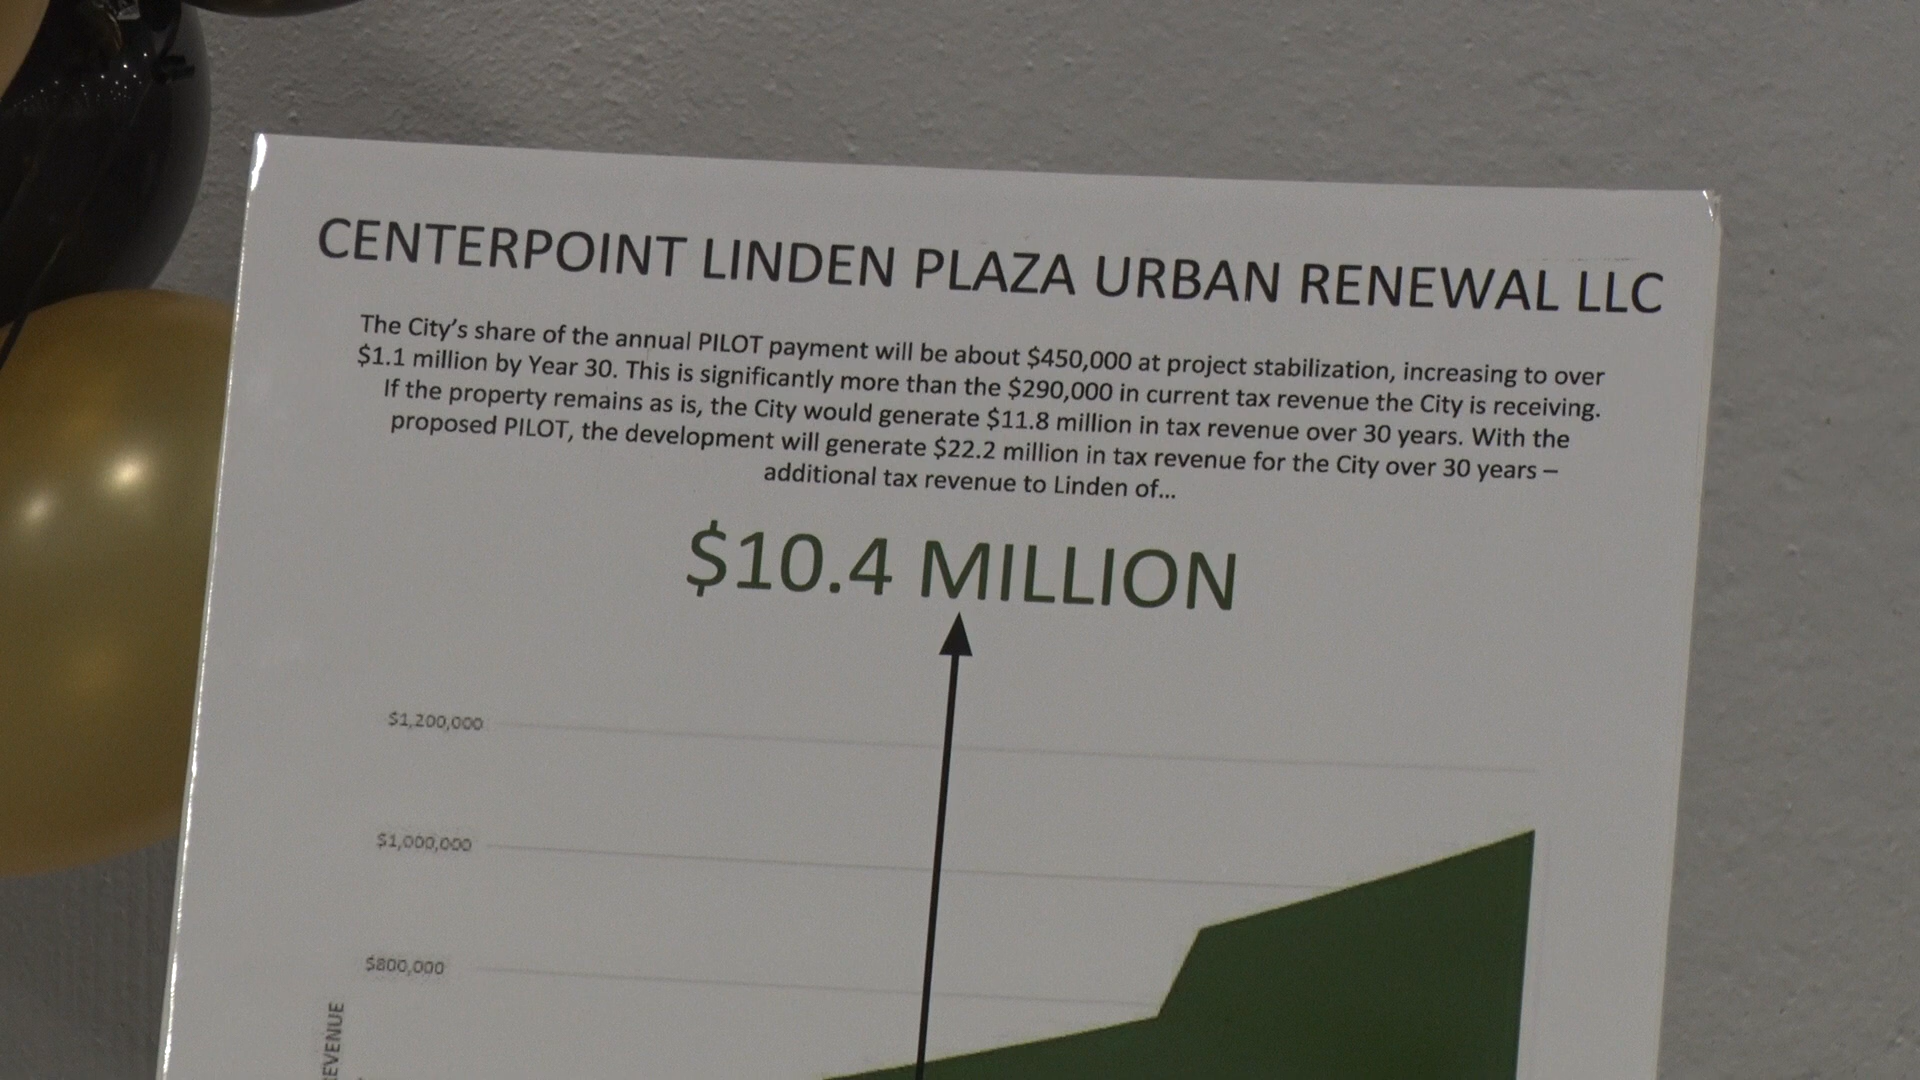 CENTERPOINT LINDEN PLAZA URBAN RENEWAL LLC
The City's share of the annual PILOT payment will be about $450,000 at project stabilization, increasing to over
$1.1 million by Year 30. This is significantly more than the $290,000 in current tax revenue the City is receiving.
If the property remains as is, the City would generate $11.8 million in tax revenue over 30 years. With the
proposed PILOT, the development will generate $22.2 million in tax revenue for the City over 30 years –
additional tax revenue to Linden of...
$10.4 MILLION
$1,200,000
$1,000,000
$800,000